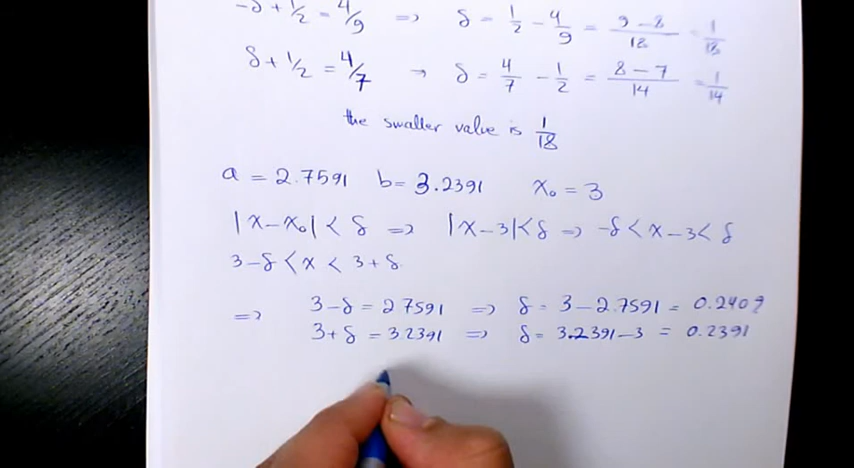 -δ + 1/2 = 4/9 ⇒ δ = 1/2 - 4/9 = (9-8)/18 = 1/18
δ + 1/2 = 4/7 → δ = 4/7 - 1/2 = (8-7)/14 = 1/14
the smaller value is 1/18
a = 2.7591 b = 3.2391 x₀ = 3
|x-x₀| < δ ⇒ |x-3| < δ ⇒ -δ < x-3 < δ
3-δ < x < 3+δ
⇒ 3-δ = 2.7591 ⇒ δ = 3-2.7591 = 0.2409
3+δ = 3.2391 ⇒ δ = 3.2391-3 = 0.2391